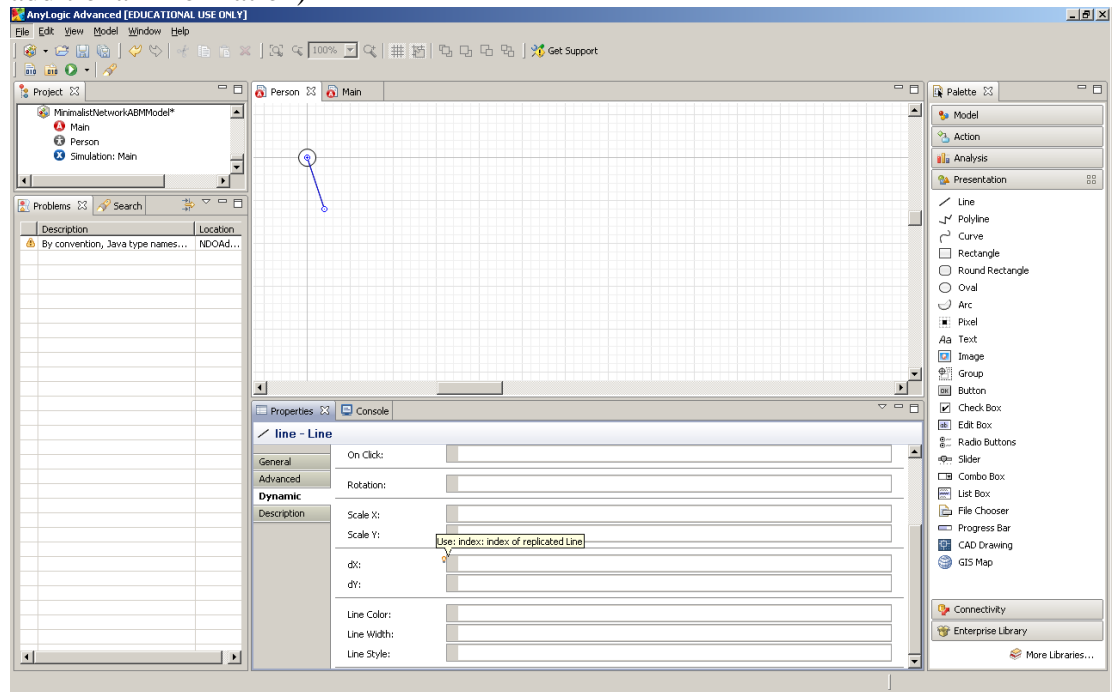 AnyLogic Advanced [EDUCATIONAL USE ONLY]
File Edit View Model Window Help
100% Get Support
Project
MinimalistNetworkABMModel*
Main
Person
Simulation: Main
Problems Search
Description Location
By convention, Java type names... NDOAd...
Person Main
Properties Console
line - Line
General
Advanced
Dynamic
Description
On Click:
Rotation:
Scale X:
Scale Y:
Use: index: index of replicated Line
dX:
dY:
Line Color:
Line Width:
Line Style:
Palette
Model
Action
Analysis
Presentation
Line
Polyline
Curve
Rectangle
Round Rectangle
Oval
Arc
Pixel
Aa Text
Image
Group
Button
Check Box
Edit Box
Radio Buttons
Slider
Combo Box
List Box
File Chooser
Progress Bar
CAD Drawing
GIS Map
Connectivity
Enterprise Library
More Libraries...